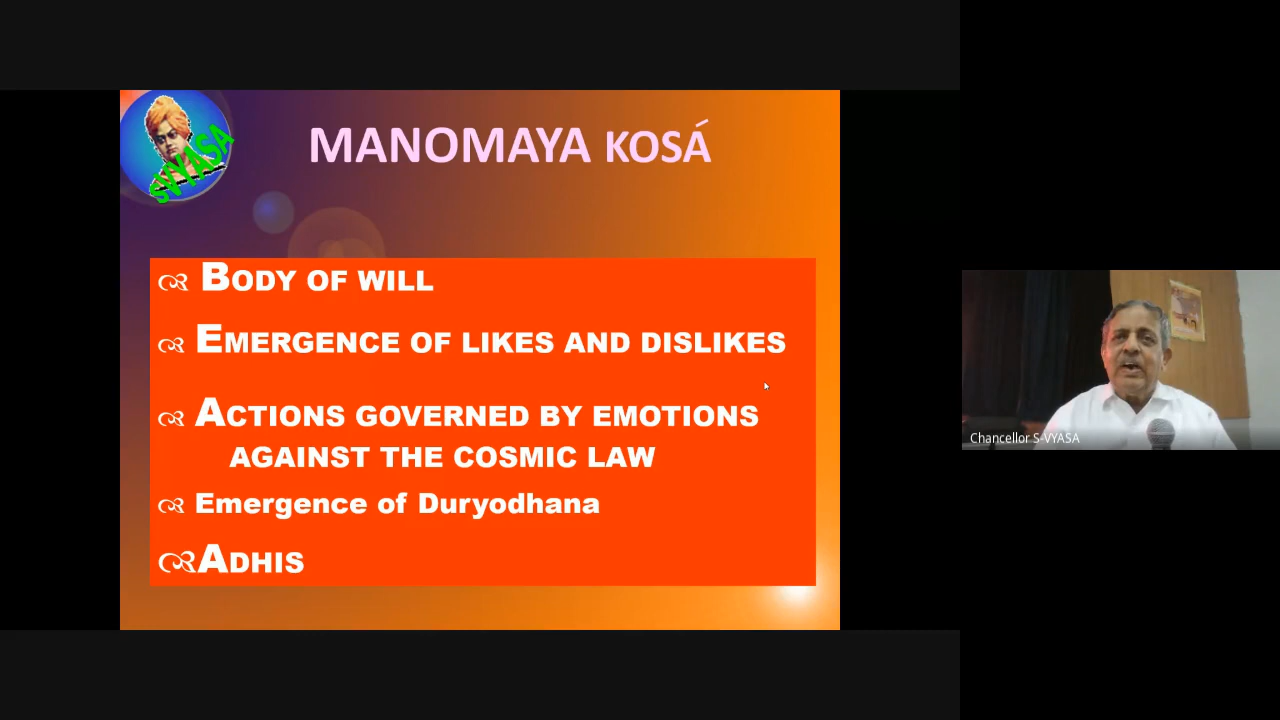 SVYASA
MANOMAYA KOSÁ
BODY OF WILL
EMERGENCE OF LIKES AND DISLIKES
ACTIONS GOVERNED BY EMOTIONS
AGAINST THE COSMIC LAW
Emergence of Duryodhana
ADHIS
Chancellor S-VYASA